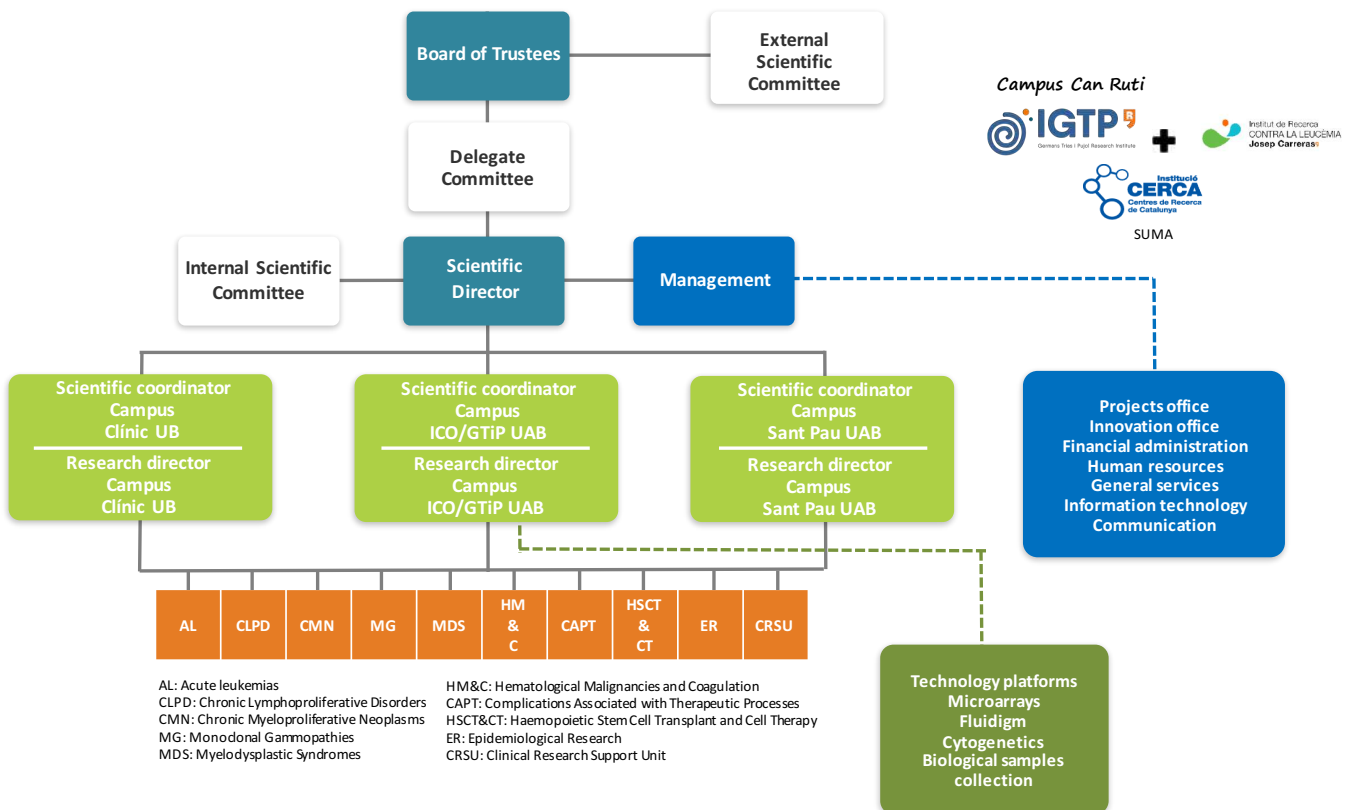 Board of Trustees
External
Scientific
Committee
Campus Can Ruti
IGTP
Germans Trias i Pujol Research Institute
Institut de Recerca
CONTRA LA LEUCÈMIA
Josep Carreras
Institució
CERCA
Centres de Recerca
de Catalunya
SUMA
Delegate
Committee
Internal Scientific
Committee
Scientific
Director
Management
Scientific coordinator
Campus
Clínic UB
Research director
Campus
Clínic UB
Scientific coordinator
Campus
ICO/GTiP UAB
Research director
Campus
ICO/GTiP UAB
Scientific coordinator
Campus
Sant Pau UAB
Research director
Campus
Sant Pau UAB
Projects office
Innovation office
Financial administration
Human resources
General services
Information technology
Communication
AL
CLPD
CMN
MG
MDS
HM
&
C
CAPT
HSCT
&
CT
ER
CRSU
AL: Acute leukemias
CLPD: Chronic Lymphoproliferative Disorders
CMN: Chronic Myeloproliferative Neoplasms
MG: Monoclonal Gammopathies
MDS: Myelodysplastic Syndromes
HM&C: Hematological Malignancies and Coagulation
CAPT: Complications Associated with Therapeutic Processes
HSCT&CT: Haemopoietic Stem Cell Transplant and Cell Therapy
ER: Epidemiological Research
CRSU: Clinical Research Support Unit
Technology platforms
Microarrays
Fluidigm
Cytogenetics
Biological samples
collection